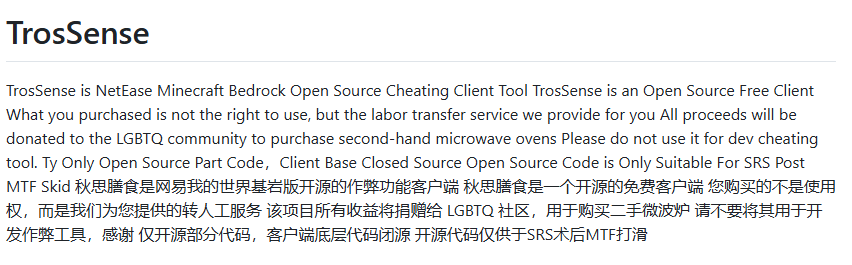 TrosSense
TrosSense is NetEase Minecraft Bedrock Open Source Cheating Client Tool TrosSense is an Open Source Free Client
What you purchased is not the right to use, but the labor transfer service we provide for you All proceeds will be
donated to the LGBTQ community to purchase second-hand microwave ovens Please do not use it for dev cheating
tool. Ty Only Open Source Part Code，Client Base Closed Source Open Source Code is Only Suitable For SRS Post
MTF Skid 秋思膳食是网易我的世界基岩版开源的作弊功能客户端 秋思膳食是一个开源的免费客户端 您购买的不是使用
权，而是我们为您提供的转人工服务 该项目所有收益将捐赠给 LGBTQ 社区，用于购买二手微波炉 请不要将其用于开
发作弊工具，感谢 仅开源部分代码，客户端底层代码闭源 开源代码仅供于SRS术后MTF打滑